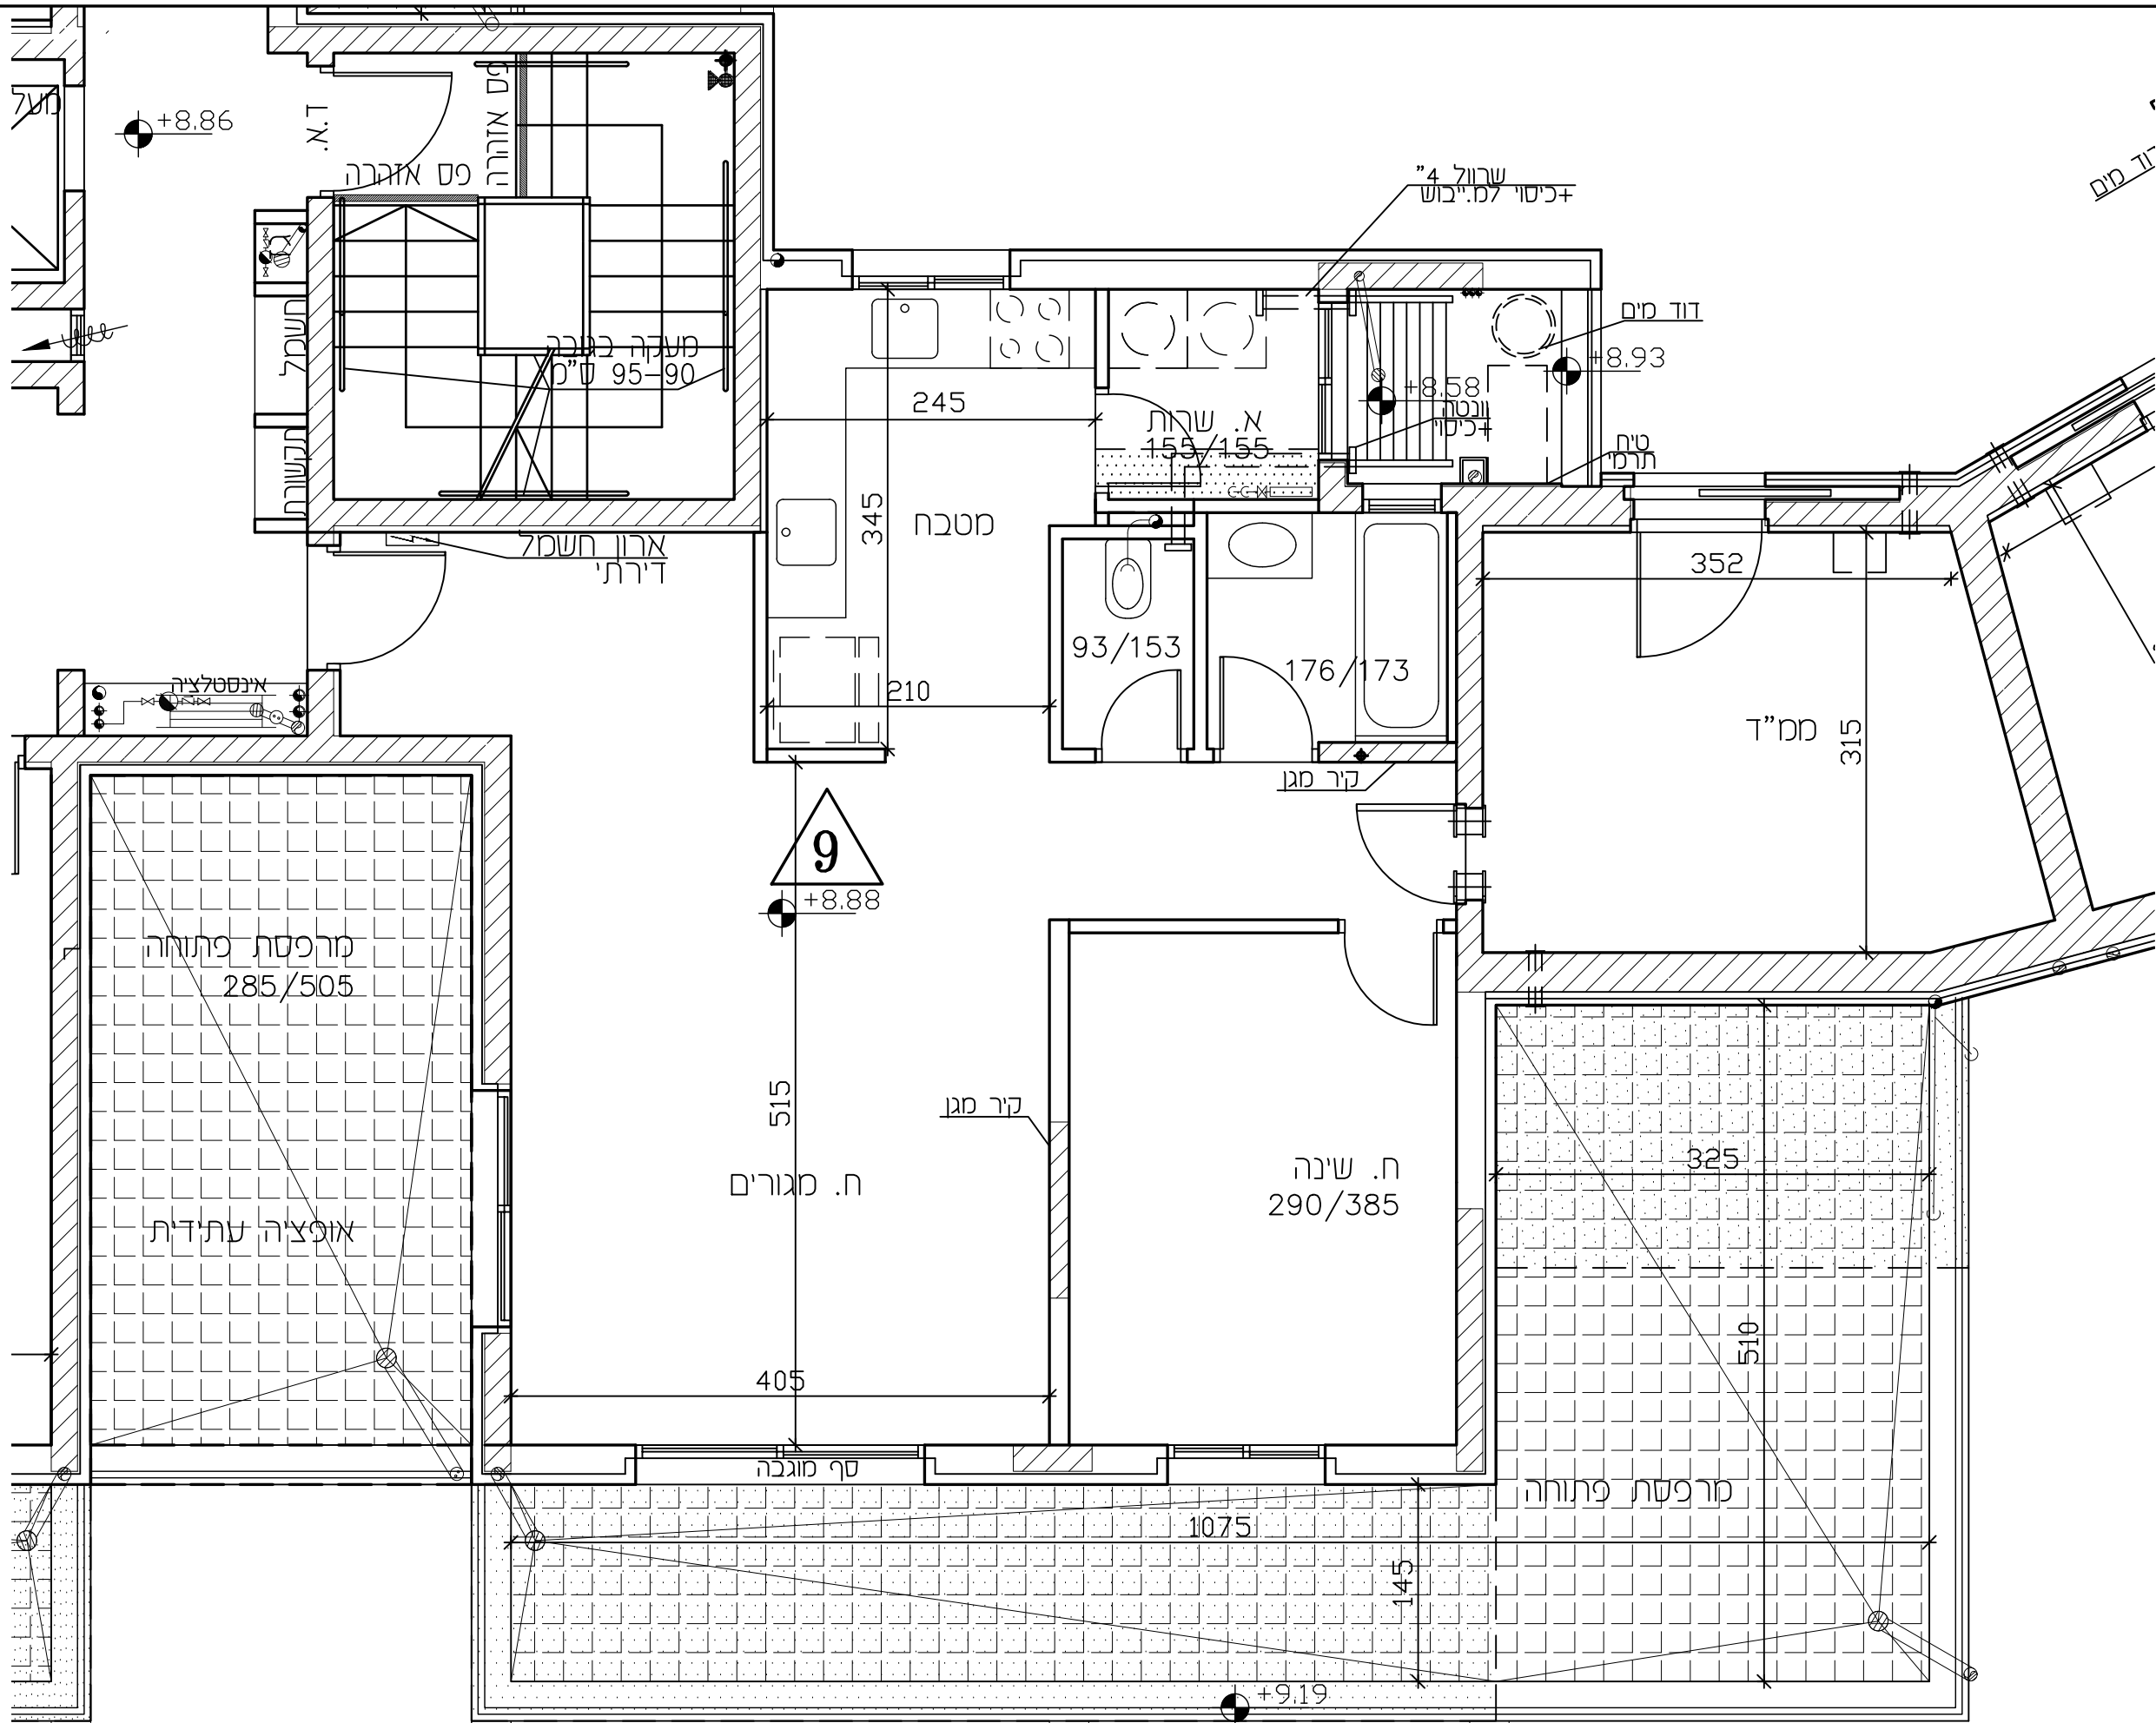 מעל
+8.86
ד.א.
פס אזהרה
פס אזהרה
שרוול 4"
+כיסוי למ.ייבוש
דוד מים
דוד מים
+8.93
+8.58
וונטה
+כיסוי
טיח
תרמי
חשמל
תקשורת
מעקה בגובה
90-95 ס"מ
245
א. שרות
155/155
345
מטבח
ארון חשמל
דירתי
352
93/153
176/173
210
אינסטלציה
ממ"ד
315
קיר מגן
9
+8.88
מרפסת פתוחה
285/505
515
קיר מגן
ח. מגורים
ח. שינה
290/385
325
אופציה עתידית
510
405
סף מוגבה
מרפסת פתוחה
1075
145
+9.19